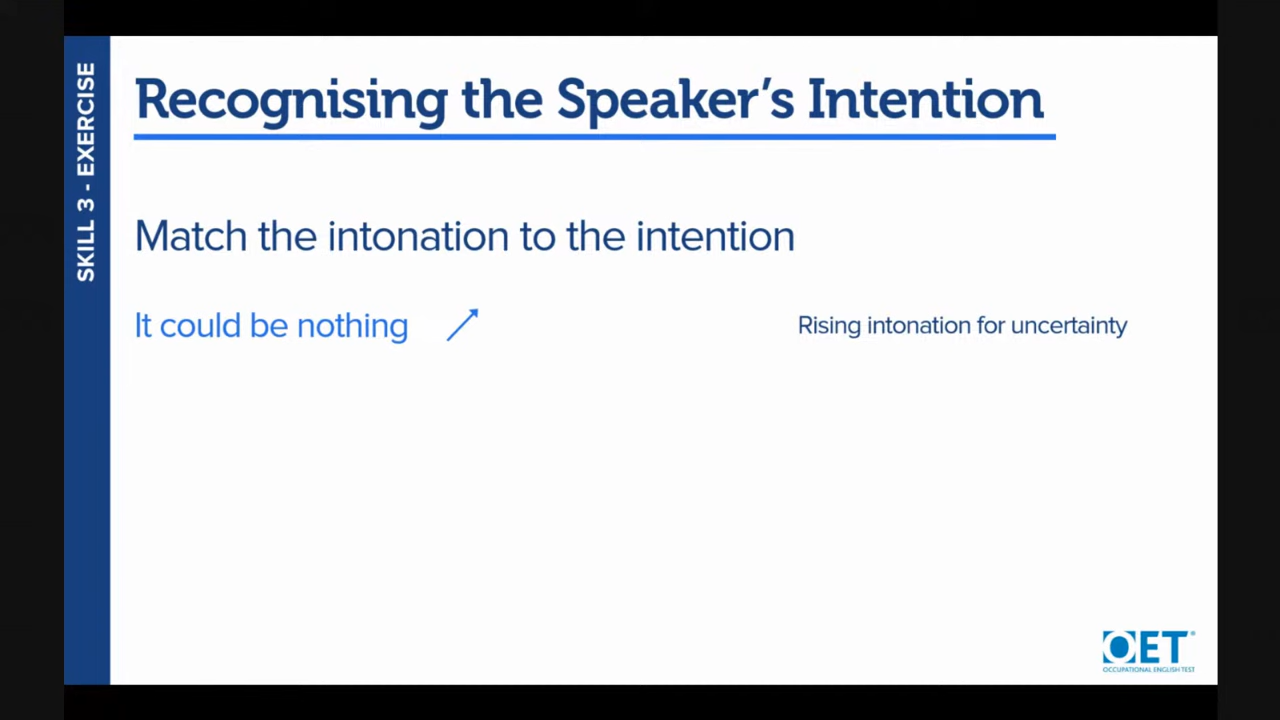 SKILL 3 - EXERCISE
Recognising the Speaker's Intention
Match the intonation to the intention
It could be nothing
Rising intonation for uncertainty
OET
OCCUPATIONAL ENGLISH TEST